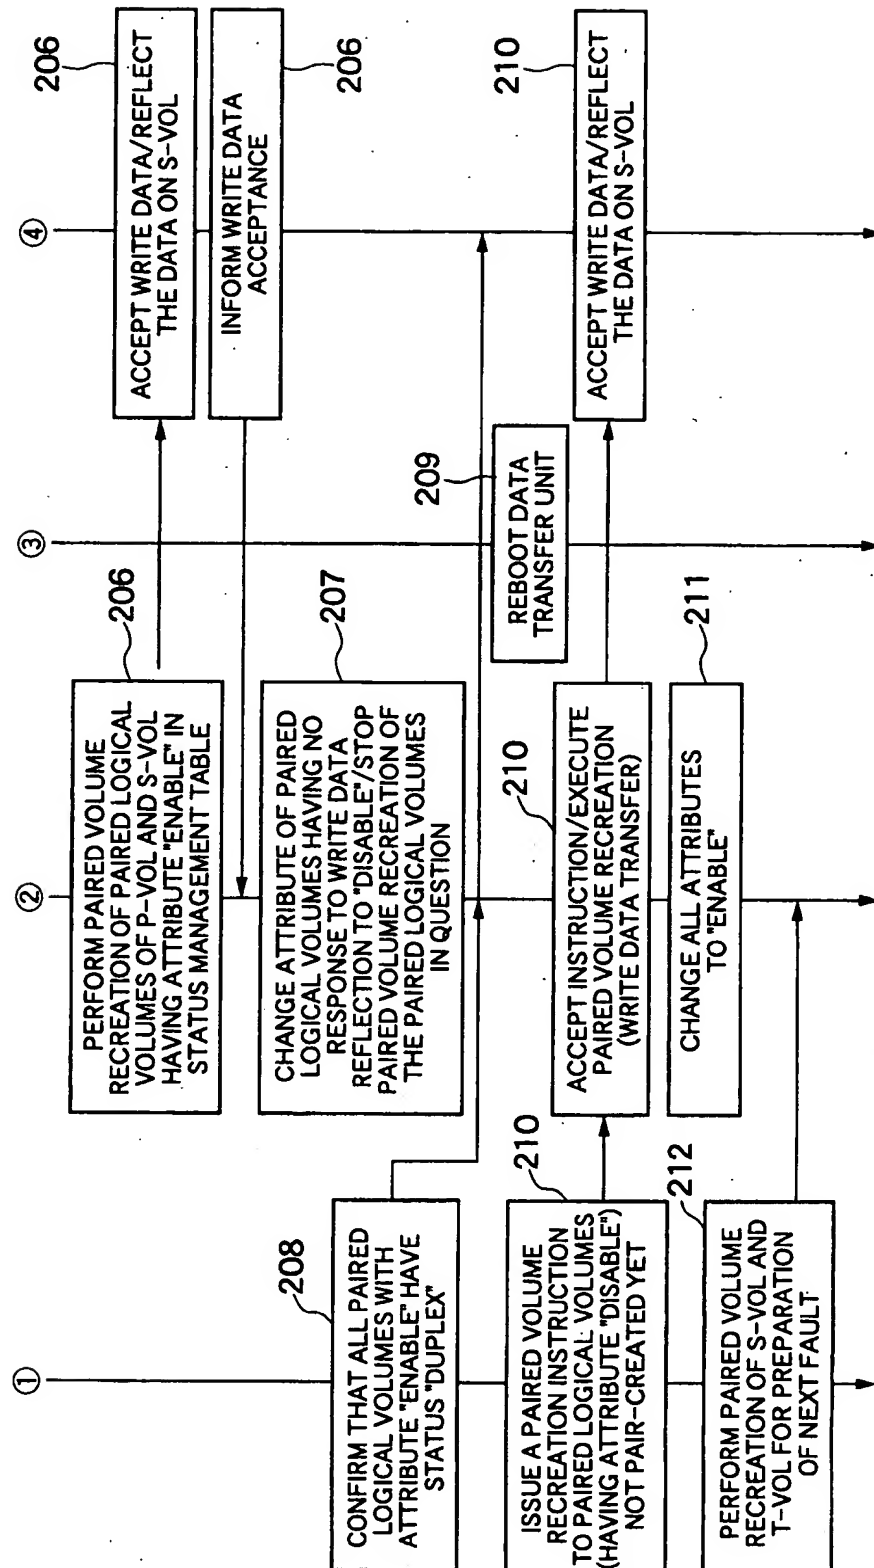 ①
②
③
④
206
PERFORM PAIRED VOLUME
RECREATION OF PAIRED LOGICAL
VOLUMES OF P-VOL AND S-VOL
HAVING ATTRIBUTE "ENABLE" IN
STATUS MANAGEMENT TABLE
206
ACCEPT WRITE DATA/REFLECT
THE DATA ON S-VOL
206
INFORM WRITE DATA
ACCEPTANCE
207
CHANGE ATTRIBUTE OF PAIRED
LOGICAL VOLUMES HAVING NO
RESPONSE TO WRITE DATA
REFLECTION TO "DISABLE"/STOP
PAIRED VOLUME RECREATION OF
THE PAIRED LOGICAL VOLUMES
IN QUESTION
208
CONFIRM THAT ALL PAIRED
LOGICAL VOLUMES WITH
ATTRIBUTE "ENABLE" HAVE
STATUS "DUPLEX"
209
REBOOT DATA
TRANSFER UNIT
210
ISSUE A PAIRED VOLUME
RECREATION INSTRUCTION
TO PAIRED LOGICAL VOLUMES
(HAVING ATTRIBUTE "DISABLE")
NOT PAIR-CREATED YET
210
ACCEPT INSTRUCTION/EXECUTE
PAIRED VOLUME RECREATION
(WRITE DATA TRANSFER)
210
ACCEPT WRITE DATA/REFLECT
THE DATA ON S-VOL
211
CHANGE ALL ATTRIBUTES
TO "ENABLE"
212
PERFORM PAIRED VOLUME
RECREATION OF S-VOL AND
T-VOL FOR PREPARATION
OF NEXT FAULT